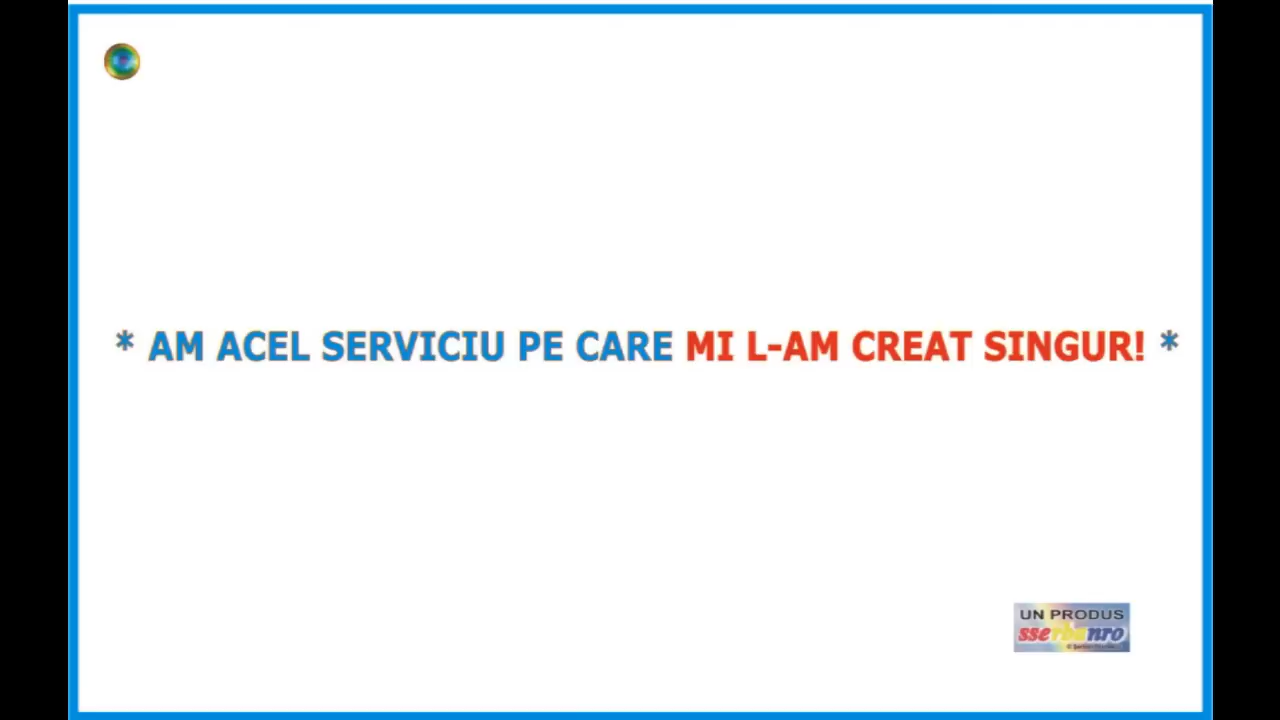 * AM ACEL SERVICIU PE CARE MI L-AM CREAT SINGUR! *
UN PRODUS
sserbanro